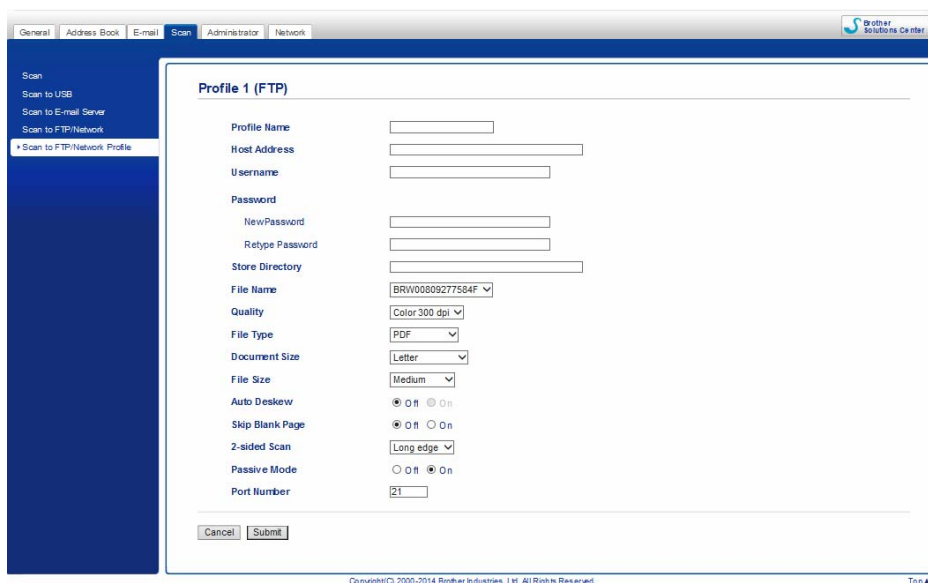 General Address Book E-mail Scan Administrator Network
Brother
Solutions Center
Scan
Scan to USB
Scan to E-mail Server
Scan to FTP/Network
Scan to FTP/Network Profile
Profile 1 (FTP)
Profile Name
Host Address
Username
Password
NewPassword
Retype Password
Store Directory
File Name BRW00809277584F
Quality Color 300 dpi
File Type PDF
Document Size Letter
File Size Medium
Auto Deskew Off On
Skip Blank Page Off On
2-sided Scan Long edge
Passive Mode Off On
Port Number 21
Cancel Submit
Copyright(C) 2000-2014 Brother Industries, Ltd. All Rights Reserved.
Top